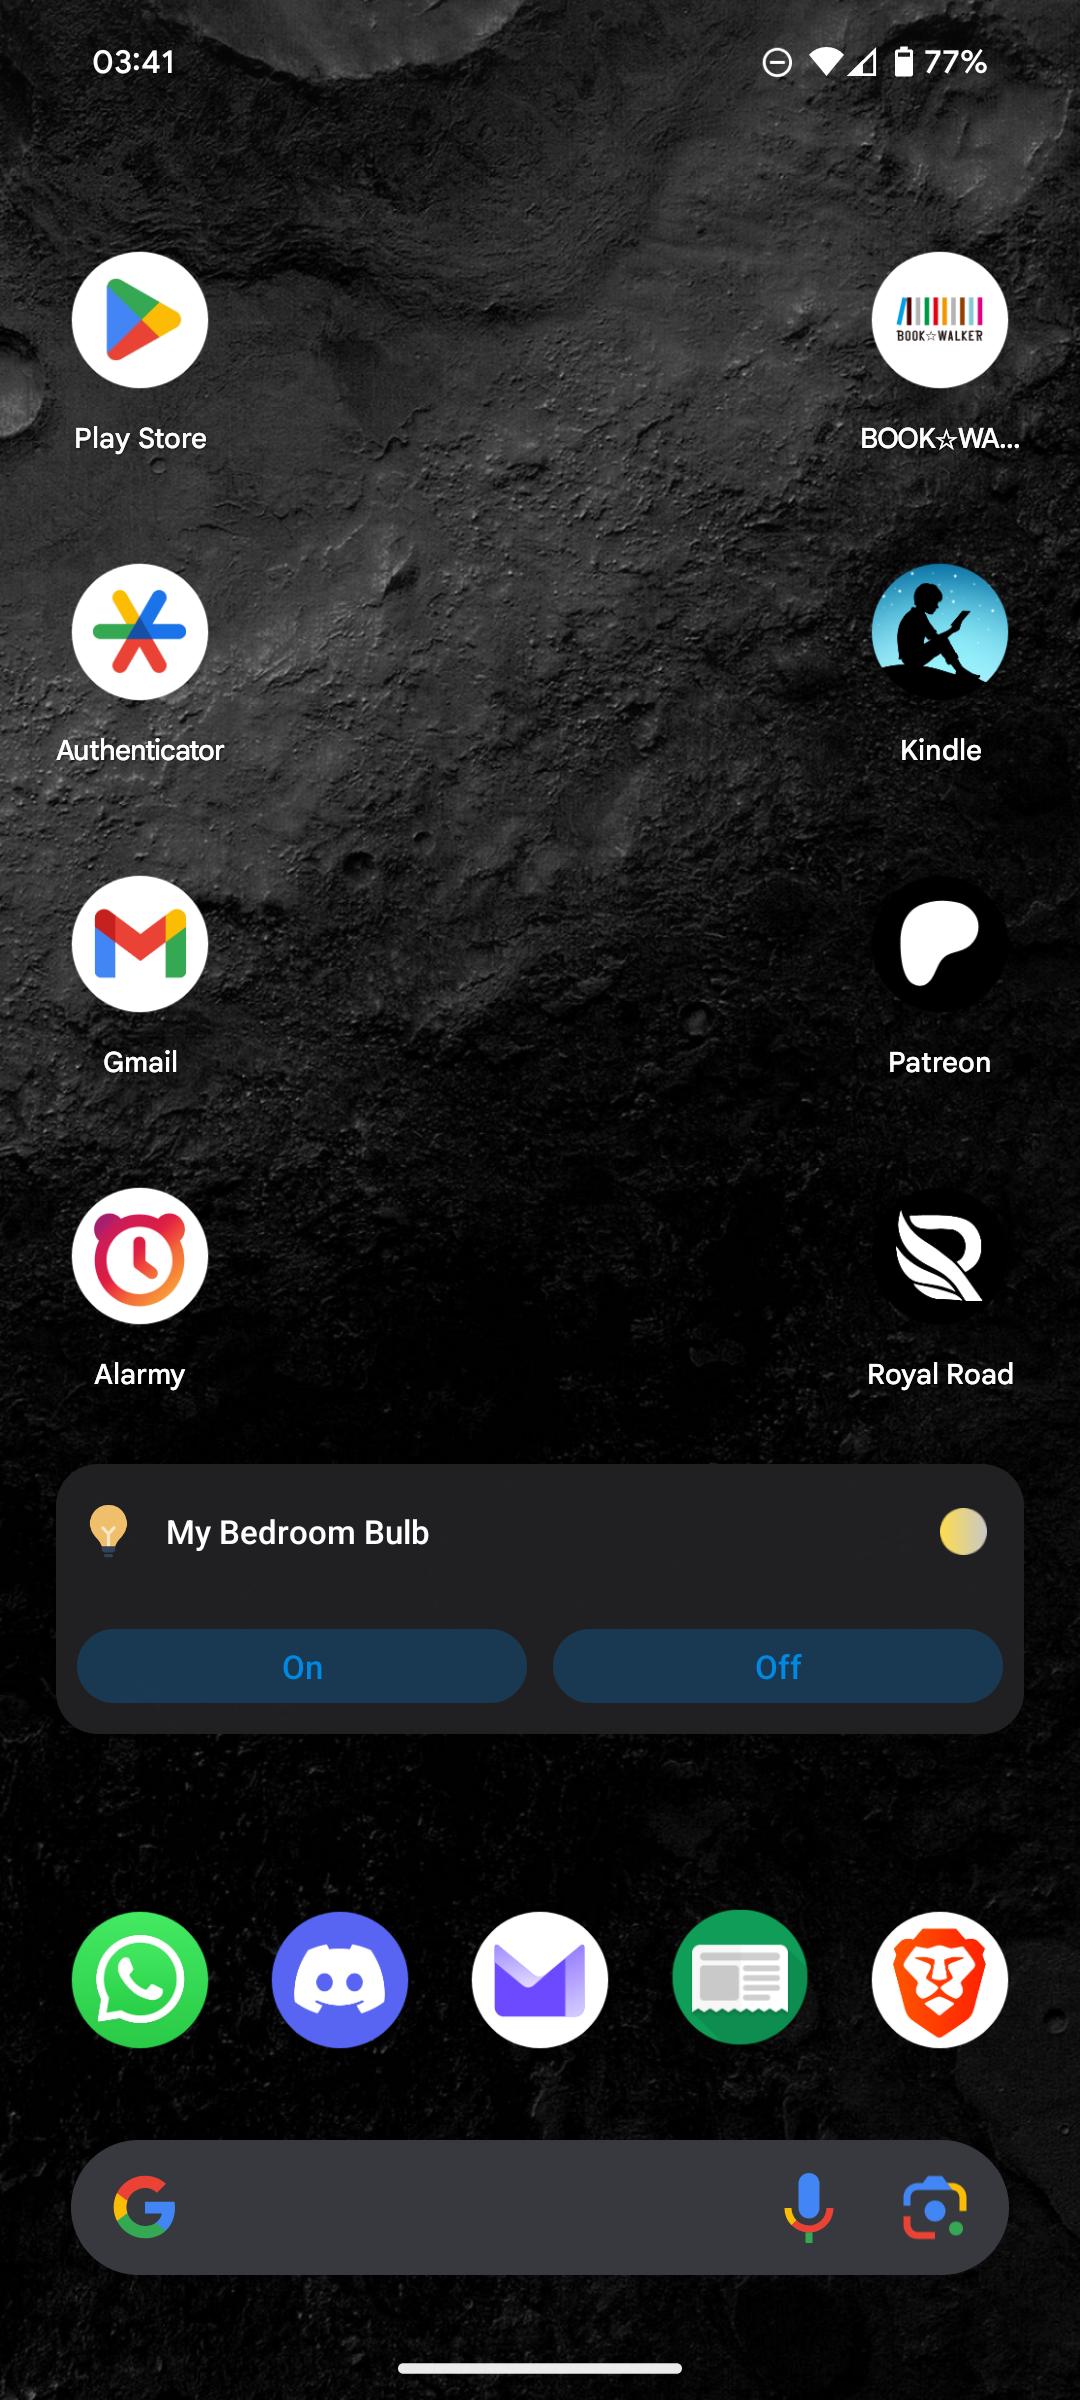 03:41 77%
BOOK☆WALKER
Play Store BOOK☆WA...
Authenticator Kindle
Gmail Patreon
Alarmy Royal Road
My Bedroom Bulb
On Off